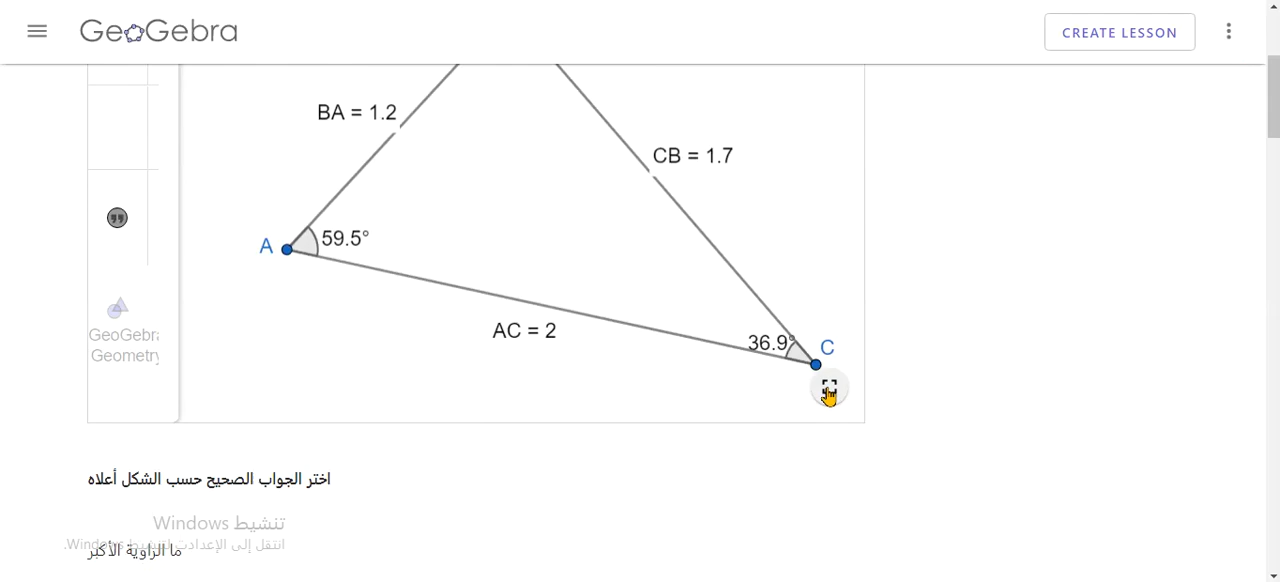 GeoGebra
CREATE LESSON
BA = 1.2
CB = 1.7
A
59.5°
AC = 2
36.9°
C
GeoGebra
Geometry
اختر الجواب الصحيح حسب الشكل أعلاه
تنشيط Windows
انتقل إلى الإعدادت لتنشيط Windows.
ما الزاوية الأكبر